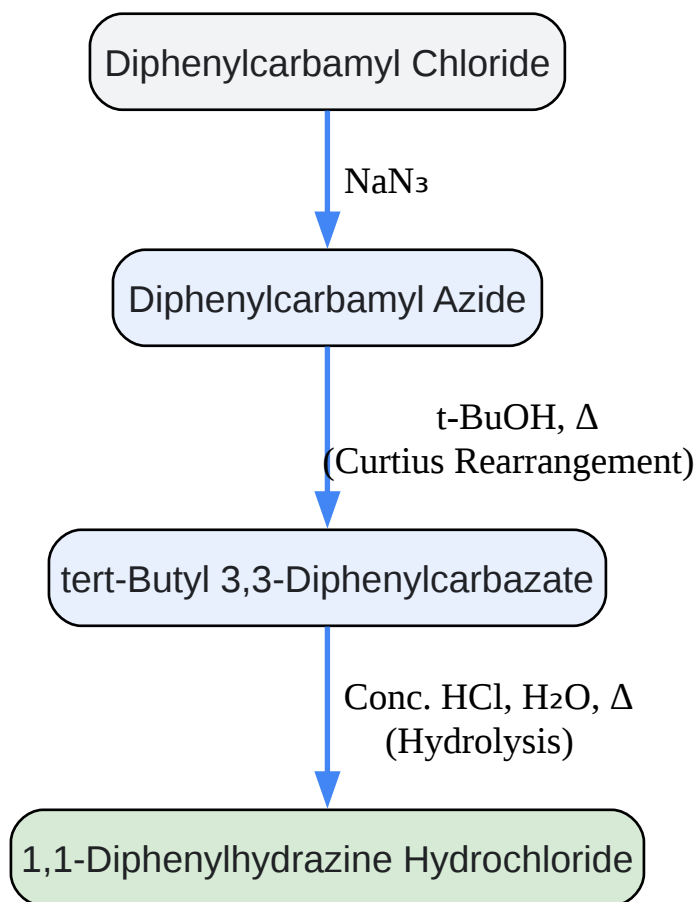 Diphenylcarbamyl Chloride
NaN₃
Diphenylcarbamyl Azide
t-BuOH, Δ
(Curtius Rearrangement)
tert-Butyl 3,3-Diphenylcarbazate
Conc. HCl, H₂O, Δ
(Hydrolysis)
1,1-Diphenylhydrazine Hydrochloride